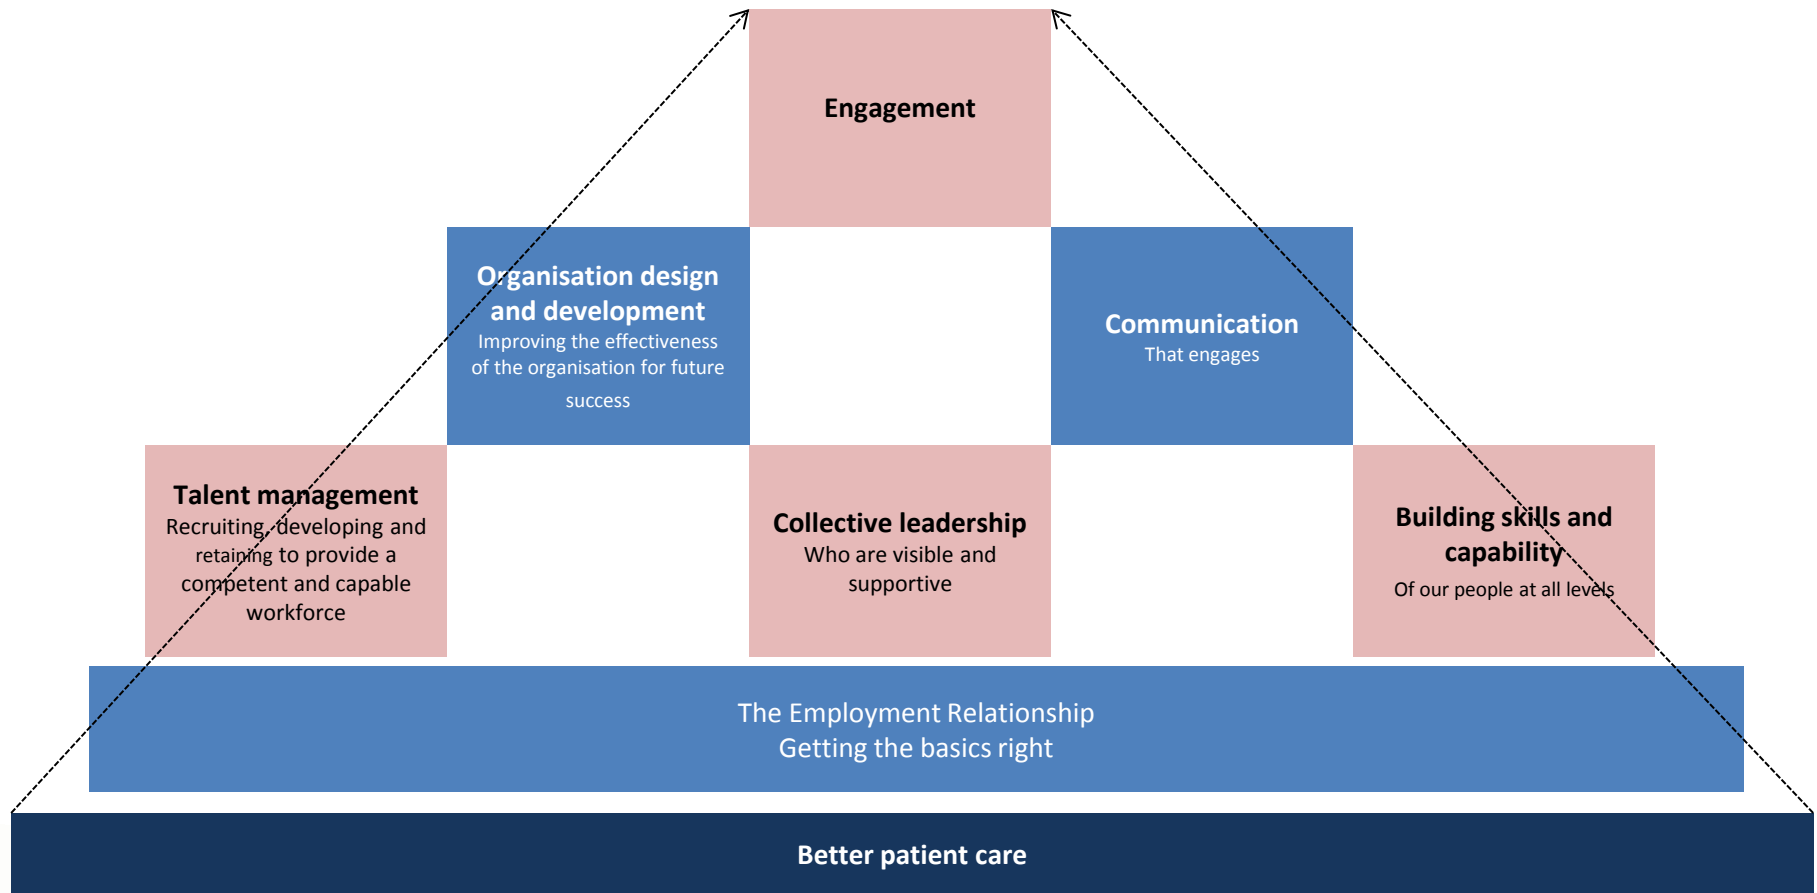 Engagement
Organisation design
and development
Improving the effectiveness
of the organisation for future
success
Communication
That engages
Talent management
Recruiting, developing and
retaining to provide a
competent and capable
workforce
Collective leadership
Who are visible and
supportive
Building skills and
capability
Of our people at all levels
The Employment Relationship
Getting the basics right
Better patient care